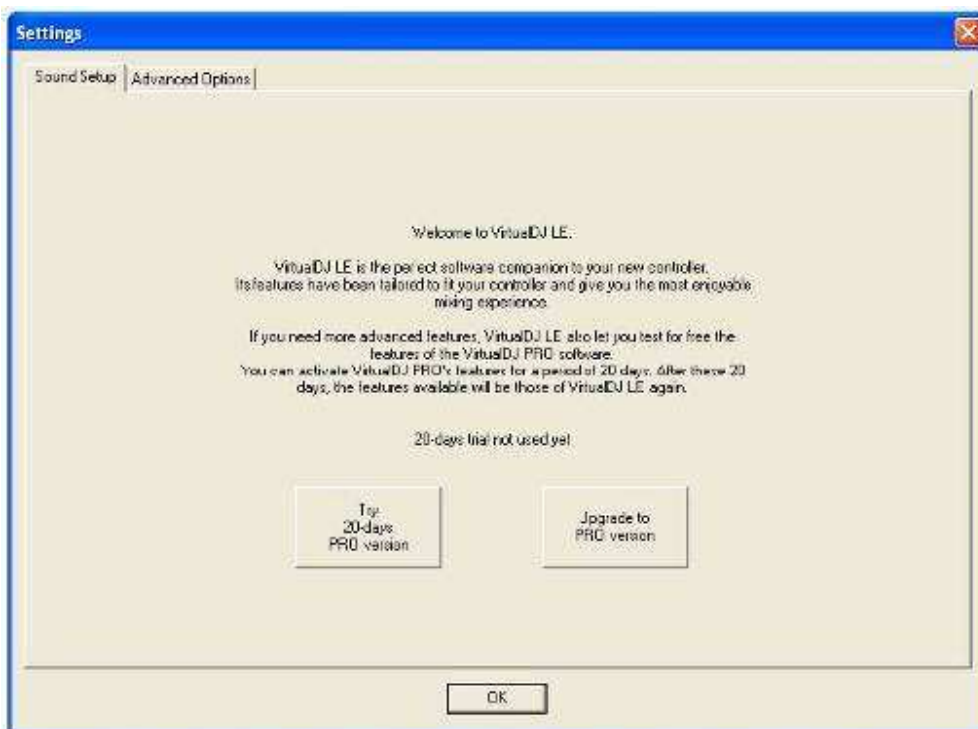 Settings
Sound Setup
Advanced Options
Welcome to VirtualDJ LE.
VirtualDJ LE is the perfect software companion to your new controller.
Its features have been tailored to fit your controller and give you the most enjoyable
mixing experience.
If you need more advanced features, VirtualDJ LE also let you test for free the
features of the VirtualDJ PRO software.
You can activate VirtualDJ PRO's features for a period of 20 days. After these 20
days, the features available will be those of VirtualDJ LE again.
20-days trial not used yet
Try
20-days
PRO version
Upgrade to
PRO version
OK